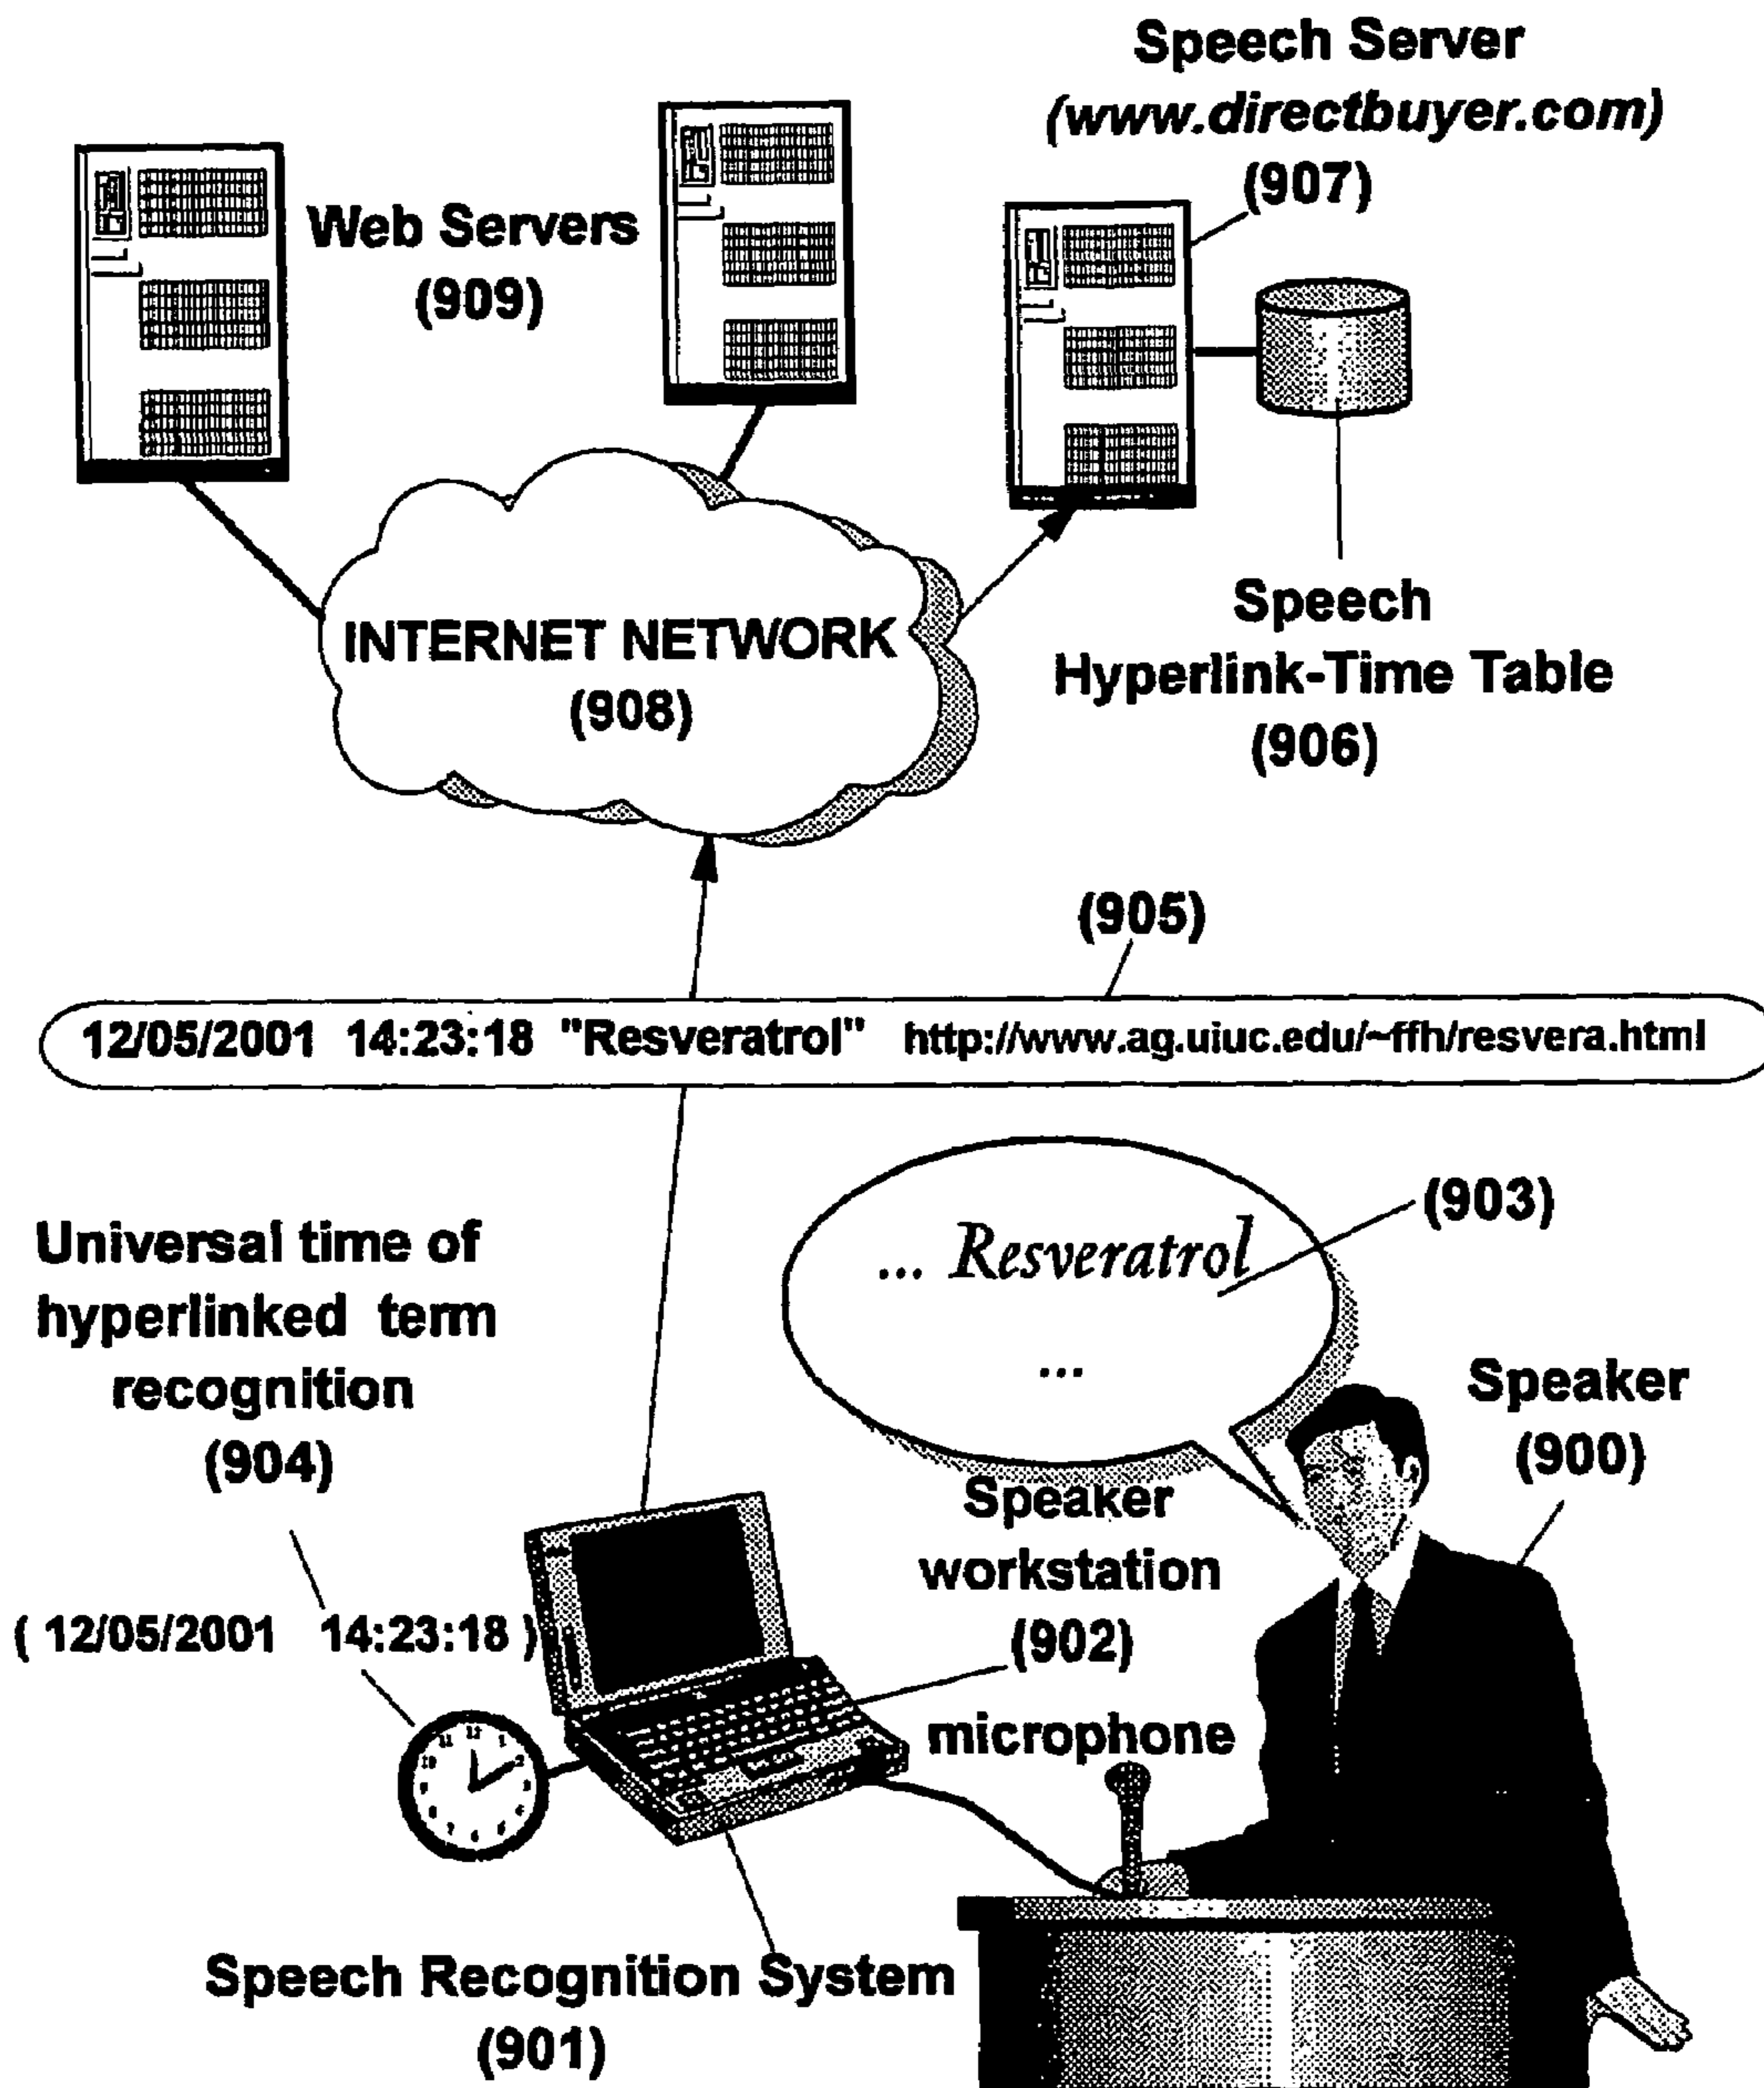 Speech Server
(www.directbuyer.com)
(907)
Web Servers
(909)
INTERNET NETWORK
(908)
Speech
Hyperlink-Time Table
(906)
(905)
12/05/2001 14:23:18 "Resveratrol" http://www.ag.uiuc.edu/~ffh/resvera.html
(903)
... Resveratrol
...
Universal time of
hyperlinked term
recognition
(904)
Speaker
(900)
Speaker
workstation
(902)
( 12/05/2001 14:23:18 )
microphone
Speech Recognition System
(901)